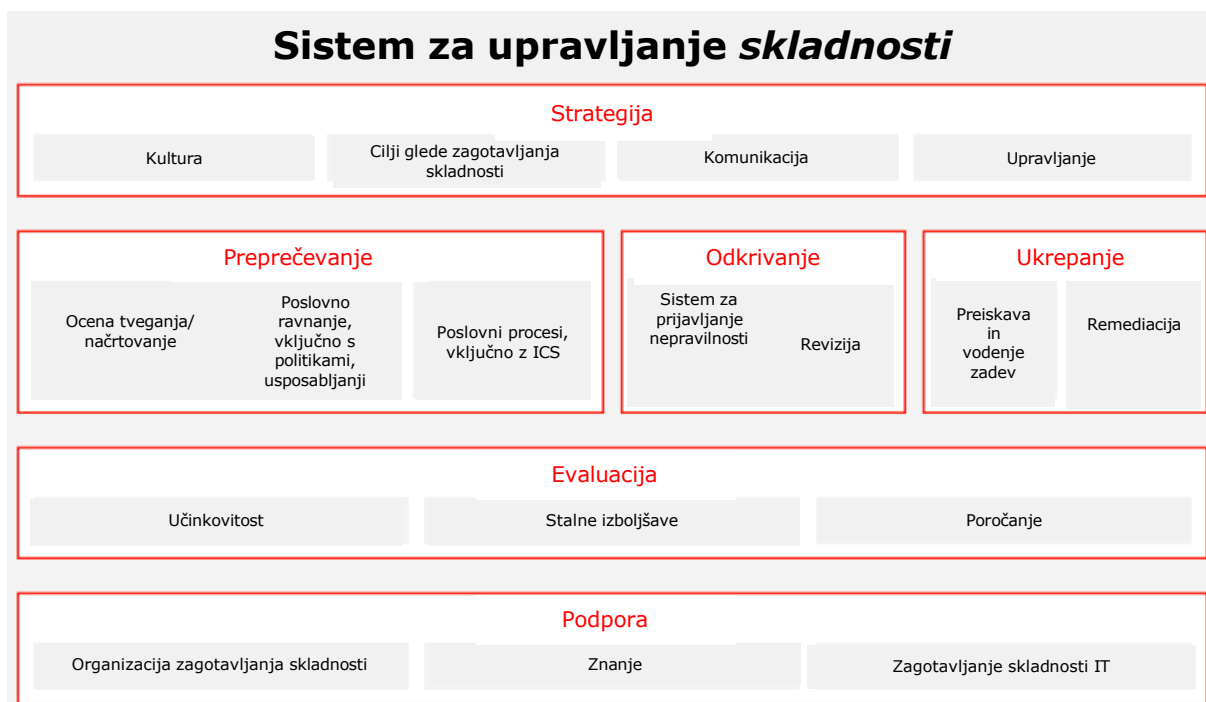 Sistem za upravljanje skladnosti
Strategija
Kultura
Cilji glede zagotavljanja
skladnosti
Komunikacija
Upravljanje
Preprečevanje
Ocena tveganja/
načrtovanje
Poslovno
ravnanje,
vključno s
politikami,
usposabljanji
Poslovni procesi,
vključno z ICS
Odkrivanje
Sistem za
prijavljanje
nepravilnosti
Revizija
Ukrepanje
Preiskava
in
vodenje
zadev
Remediacija
Evaluacija
Učinkovitost
Stalne izboljšave
Poročanje
Podpora
Organizacija zagotavljanja skladnosti
Znanje
Zagotavljanje skladnosti IT